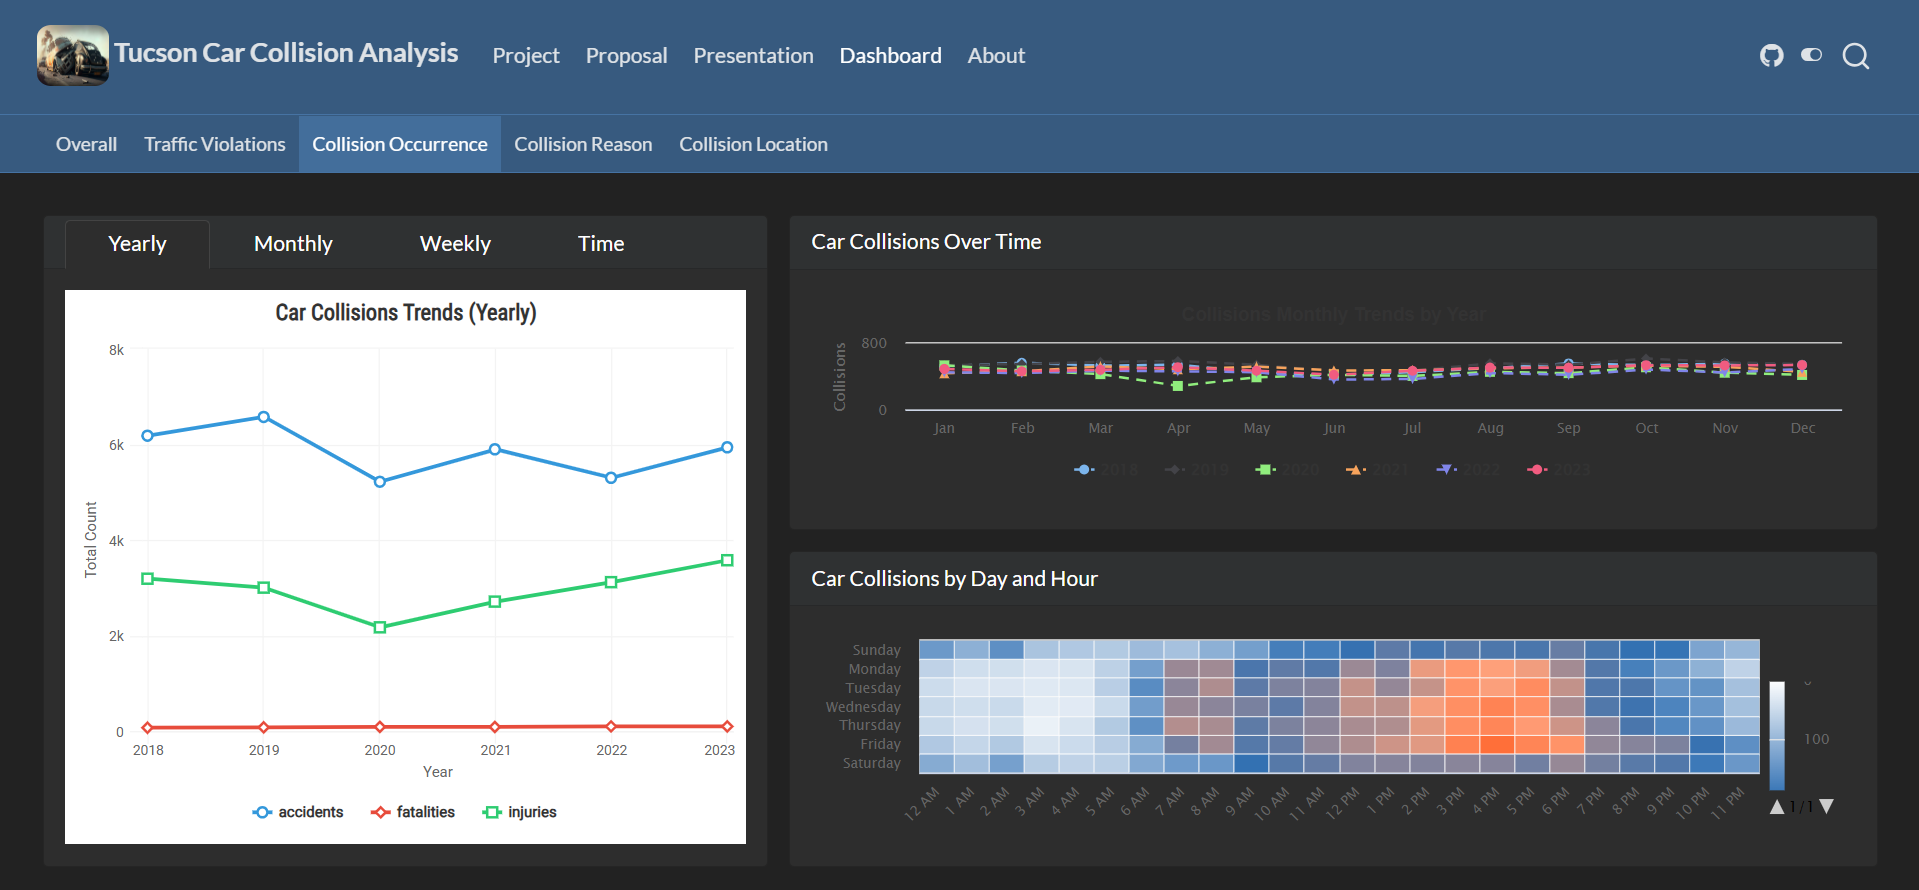 Tucson Car Collision Analysis Project Proposal Presentation Dashboard About
Overall Traffic Violations Collision Occurrence Collision Reason Collision Location
Yearly Monthly Weekly Time
Car Collisions Trends (Yearly)
8k
6k
4k
2k
0
Total Count
2018 2019 2020 2021 2022 2023
Year
accidents fatalities injuries
Car Collisions Over Time
Collisions Monthly Trends by Year
800
0
Collisions
Jan Feb Mar Apr May Jun Jul Aug Sep Oct Nov Dec
2018 2019 2020 2021 2022 2023
Car Collisions by Day and Hour
Sunday
Monday
Tuesday
Wednesday
Thursday
Friday
Saturday
12 AM 1 AM 2 AM 3 AM 4 AM 5 AM 6 AM 7 AM 8 AM 9 AM 10 AM 11 AM 12 PM 1 PM 2 PM 3 PM 4 PM 5 PM 6 PM 7 PM 8 PM 9 PM 10 PM 11 PM
100
1/1